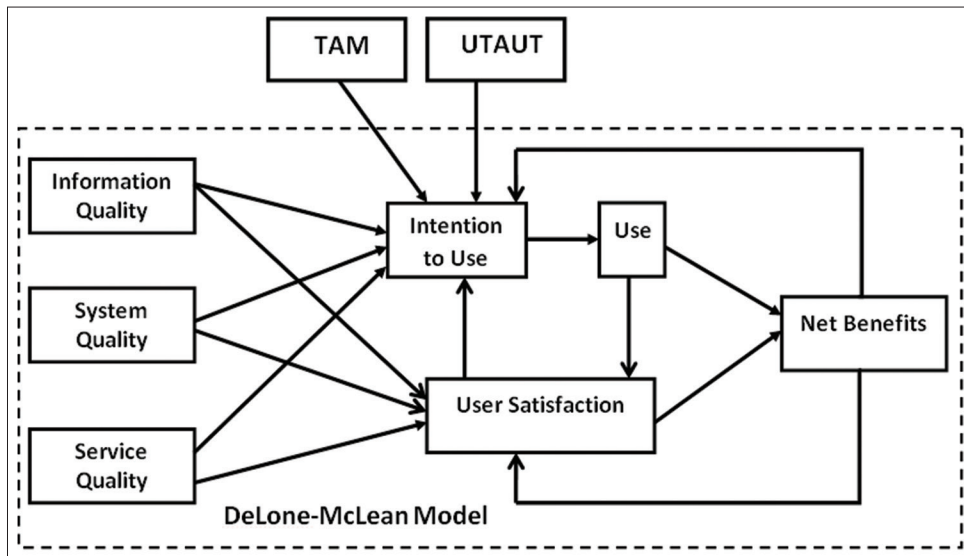 TAM
UTAUT
Information
Quality
Intention
to Use
Use
System
Quality
Net Benefits
User Satisfaction
Service
Quality
DeLone-McLean Model